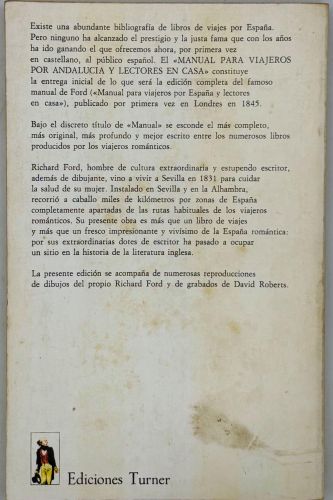 Existe una abundante bibliografía de libros de viajes por España.
Pero ninguno ha alcanzado el prestigio y la justa fama que con los años
ha ido ganando el que ofrecemos ahora, por primera vez
en castellano, al público español. El «MANUAL PARA VIAJEROS
POR ANDALUCIA Y LECTORES EN CASA» constituye
la entrega inicial de lo que será la edición completa del famoso
manual de Ford («Manual para viajeros por España y lectores
en casa»), publicado por primera vez en Londres en 1845.
Bajo el discreto título de «Manual» se esconde el más completo,
más original, más profundo y mejor escrito entre los numerosos libros
producidos por los viajeros románticos.
Richard Ford, hombre de cultura extraordinaria y estupendo escritor,
además de dibujante, vino a vivir a Sevilla en 1831 para cuidar
la salud de su mujer. Instalado en Sevilla y en la Alhambra,
recorrió a caballo miles de kilómetros por zonas de España
completamente apartadas de las rutas habituales de los viajeros
románticos. Su presente obra es más que un libro de viajes
y más que un fresco impresionante y vivísimo de la España romántica:
por sus extraordinarias dotes de escritor ha pasado a ocupar
un sitio en la historia de la literatura inglesa.
La presente edición se acompaña de numerosas reproducciones
de dibujos del propio Richard Ford y de grabados de David Roberts.
Ediciones Turner